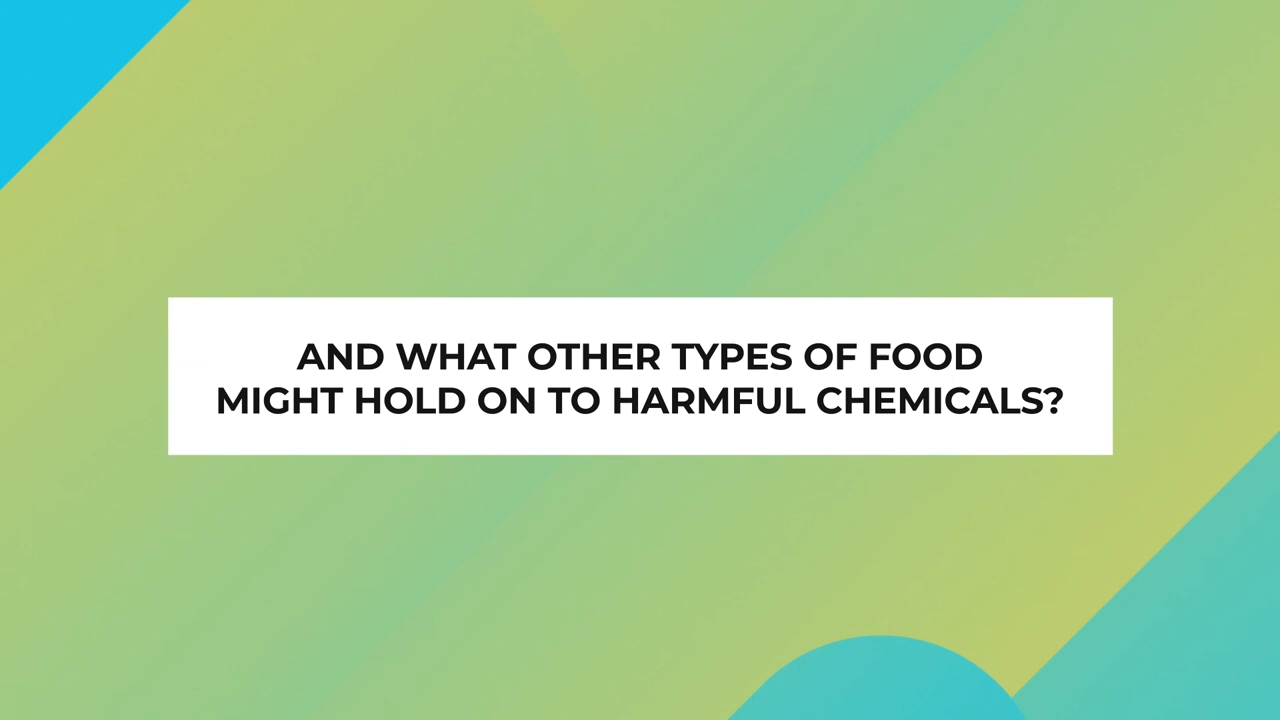 AND WHAT OTHER TYPES OF FOOD
MIGHT HOLD ON TO HARMFUL CHEMICALS?